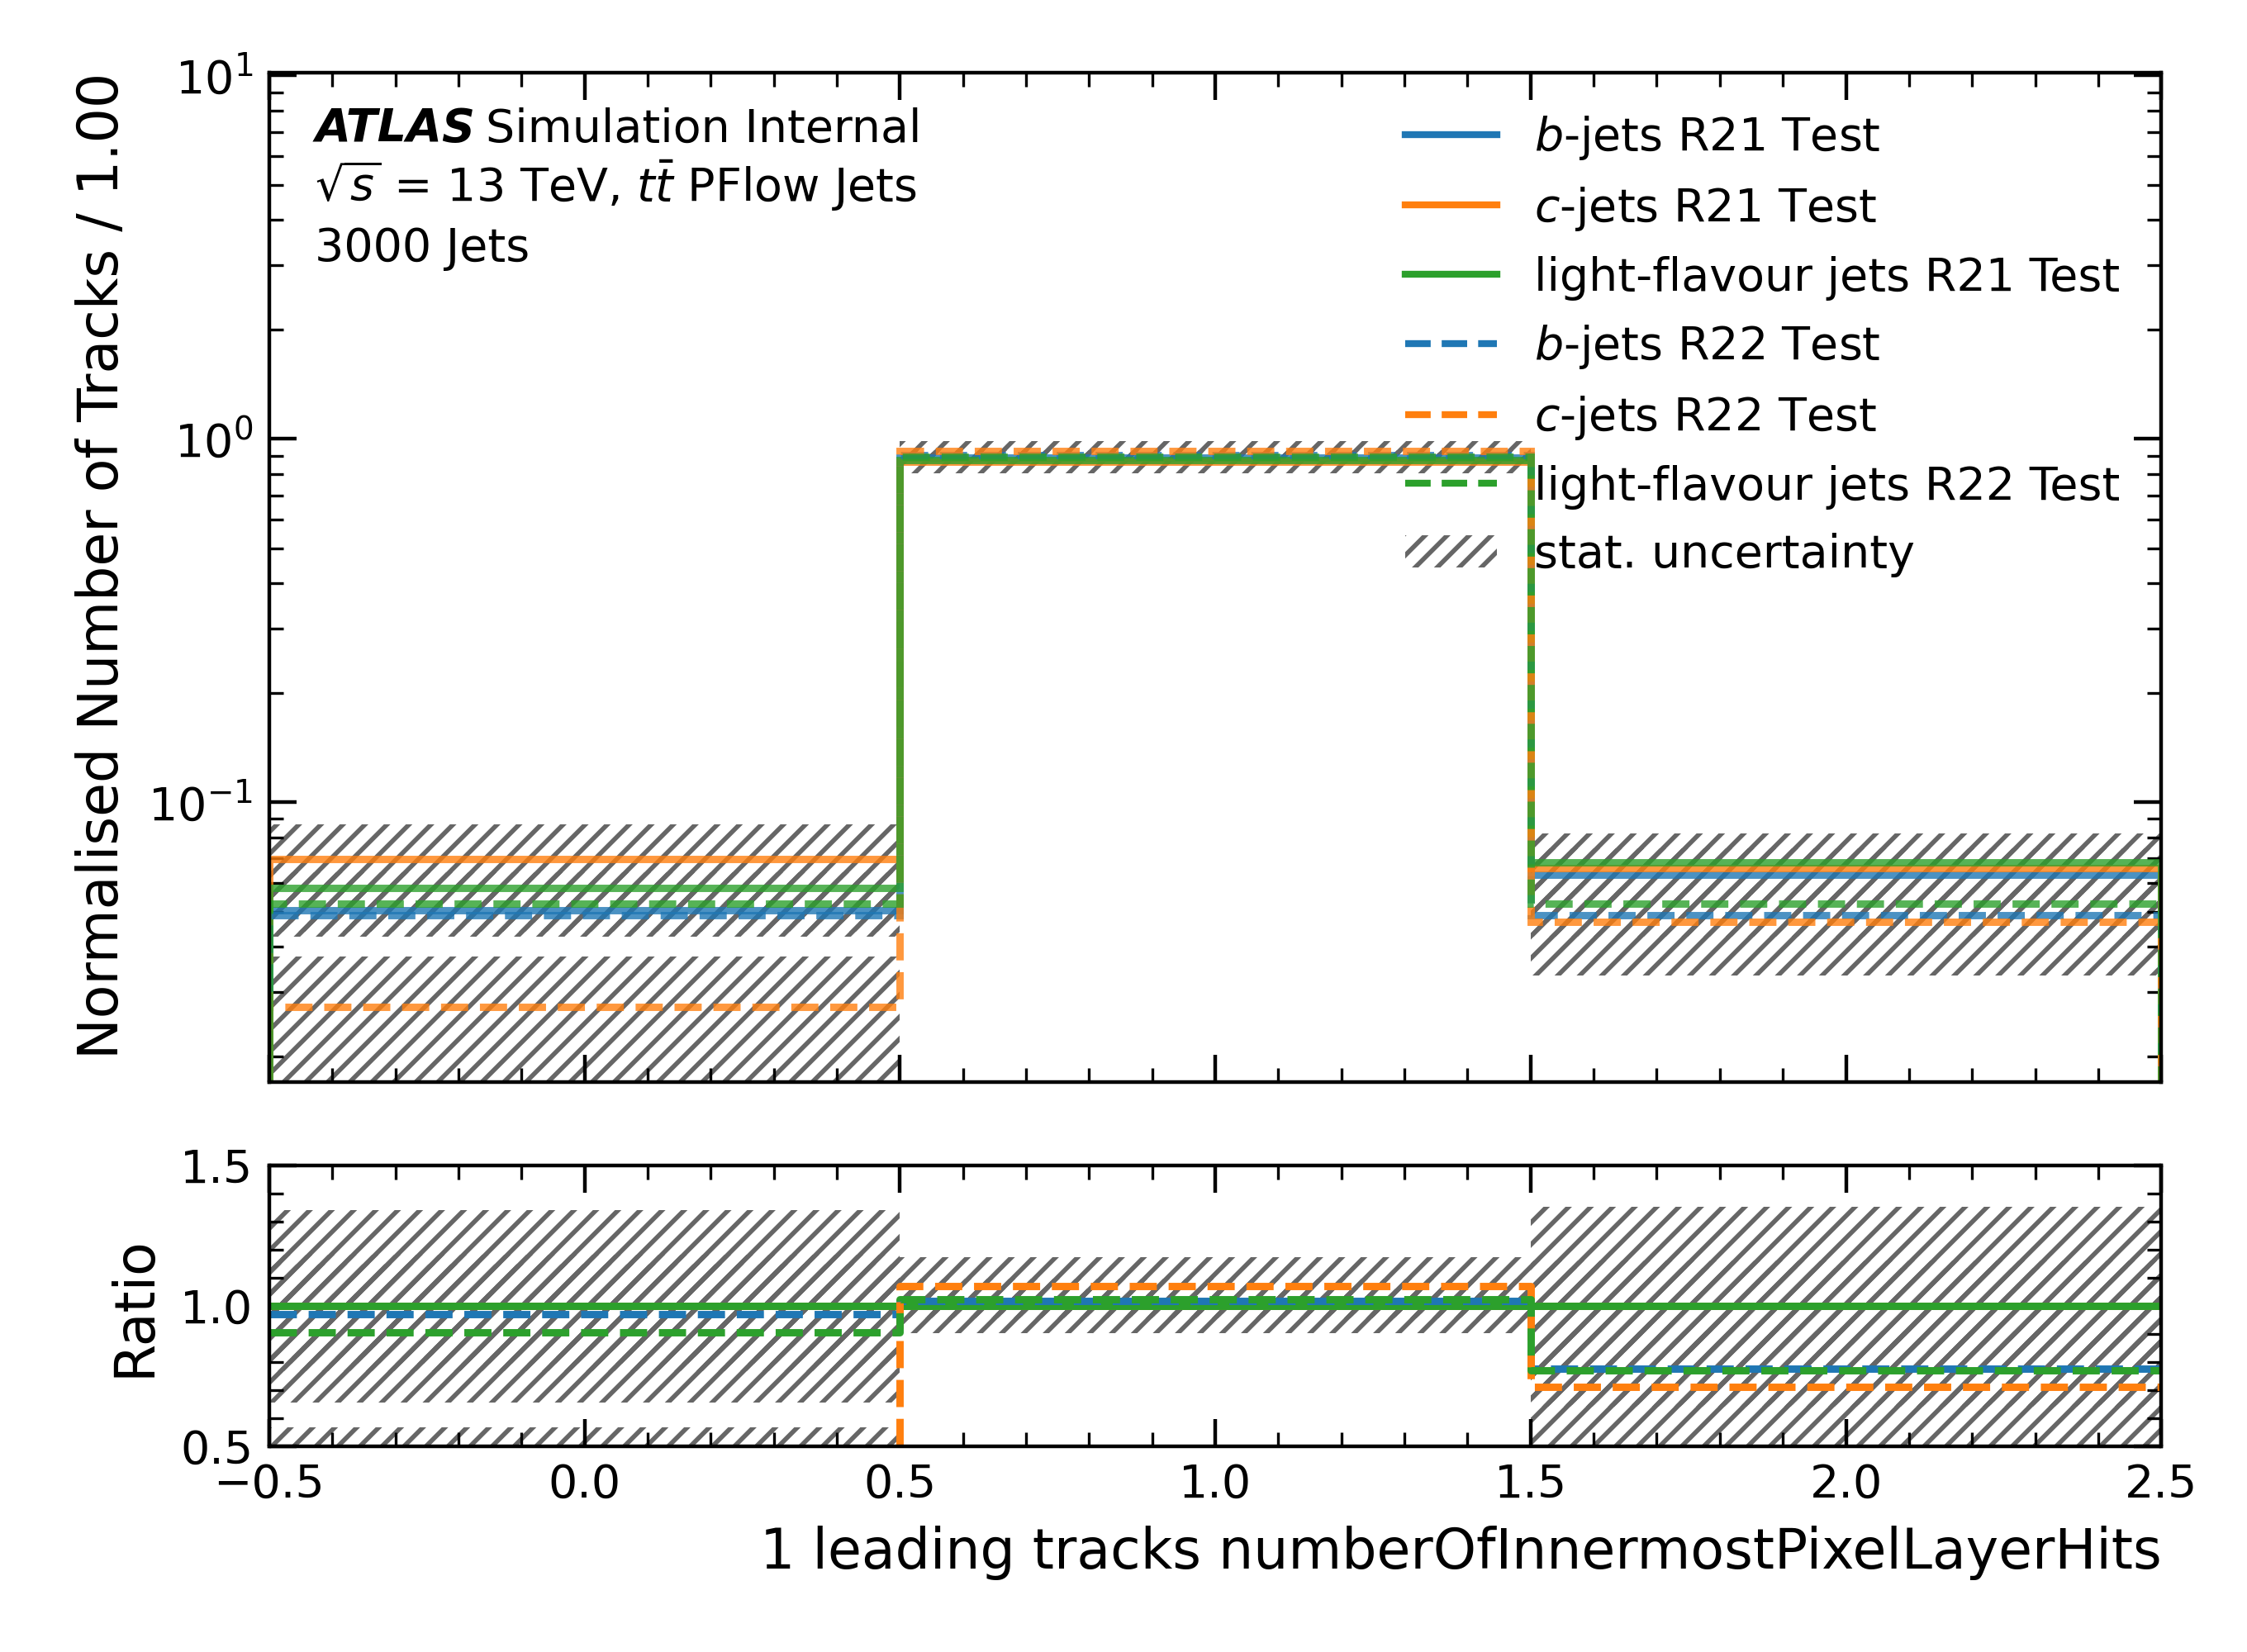 Normalised Number of Tracks / 1.00
10¹
10⁰
10⁻¹
ATLAS Simulation Internal
√s = 13 TeV, tt̄ PFlow Jets
3000 Jets
b-jets R21 Test
c-jets R21 Test
light-flavour jets R21 Test
b-jets R22 Test
c-jets R22 Test
light-flavour jets R22 Test
stat. uncertainty
Ratio
1.5
1.0
0.5
−0.5 0.0 0.5 1.0 1.5 2.0 2.5
1 leading tracks numberOfInnermostPixelLayerHits